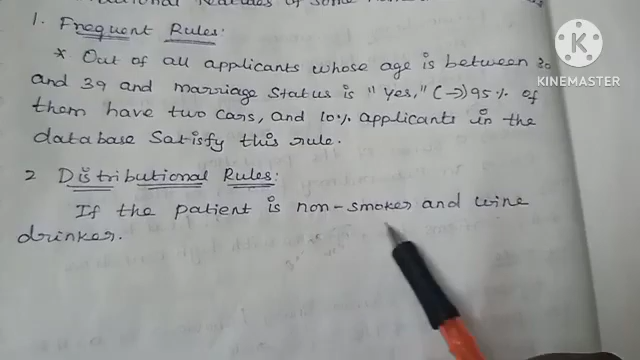 1. Frequent Rules:
* Out of all applicants whose age is between 30
and 39 and marriage status is "Yes," (->) 95% of
them have two cars, and 10% applicants in the
database satisfy this rule.
2 Distributional Rules:
If the patient is non-smoker and wine
drinker.
KINEMASTER